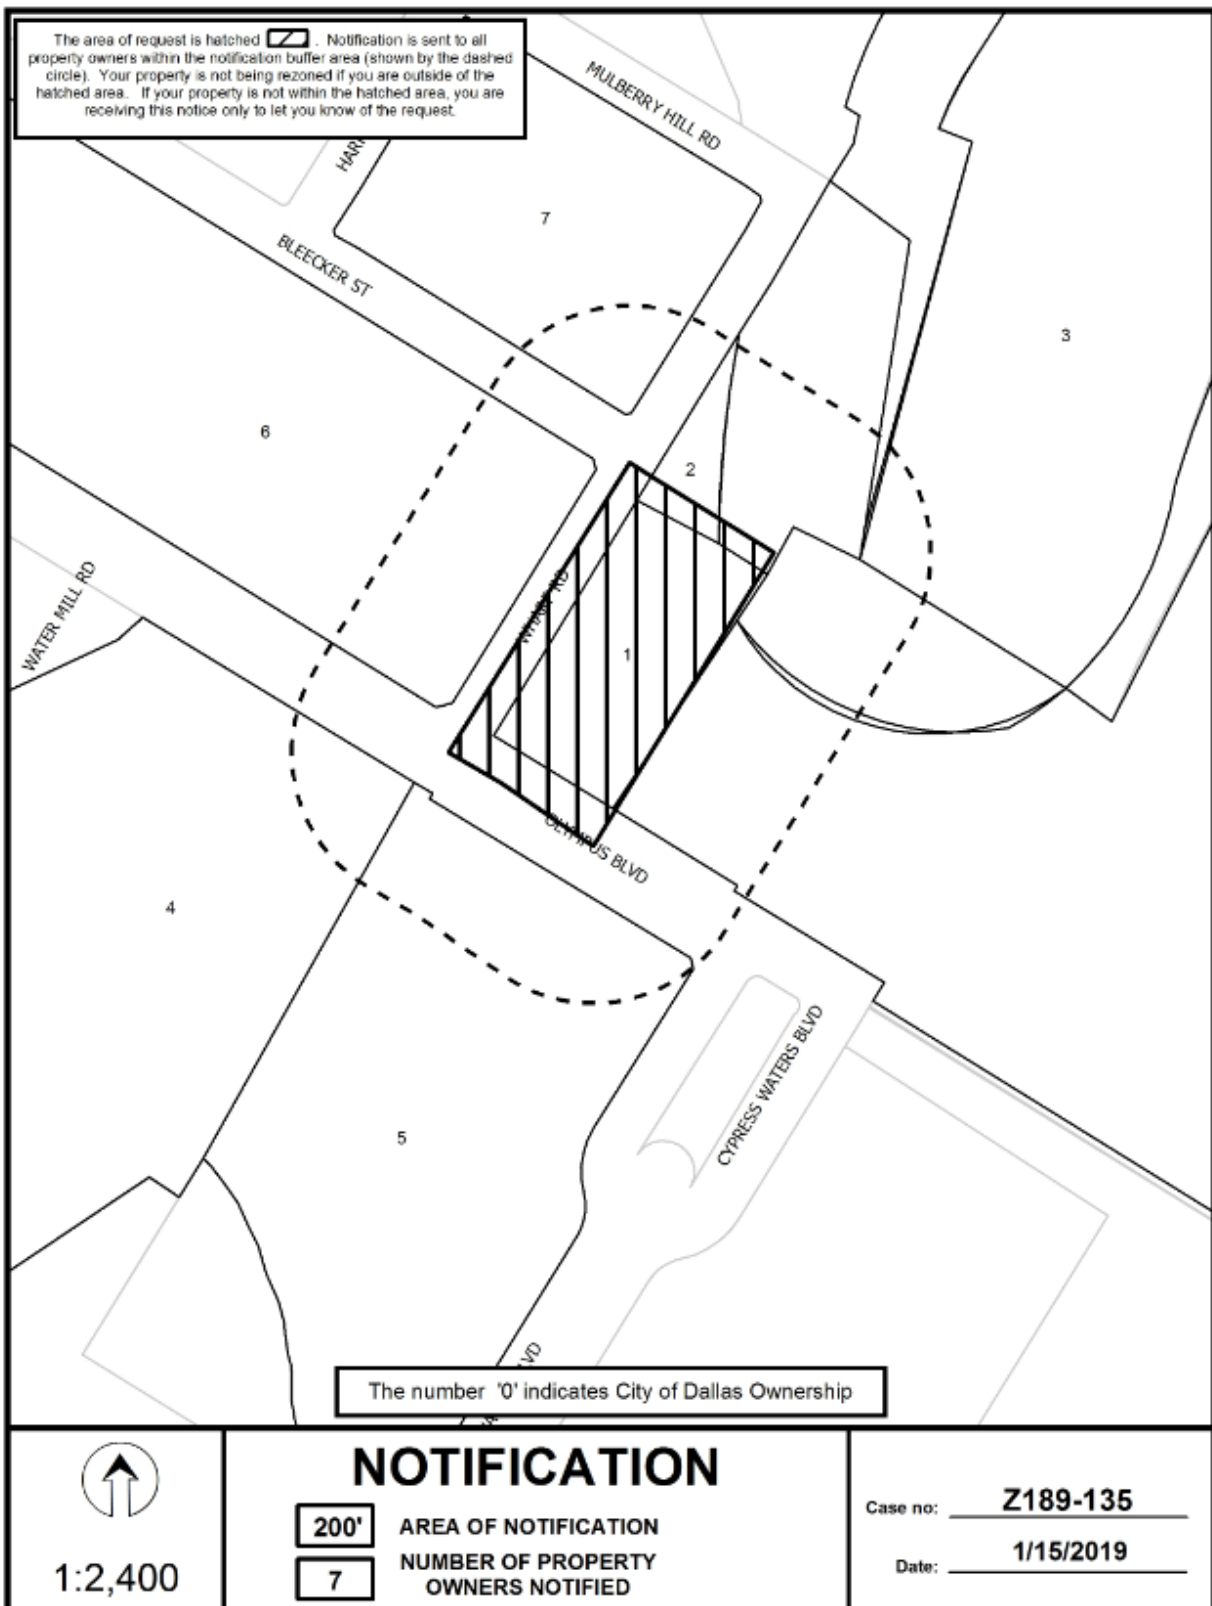 The area of request is hatched . Notification is sent to all
property owners within the notification buffer area (shown by the dashed
circle). Your property is not being rezoned if you are outside of the
hatched area. If your property is not within the hatched area, you are
receiving this notice only to let you know of the request.
MULBERRY HILL RD
7
BLEECKER ST
3
6
2
WATER MILL RD
WHARF RD
1
OLYMPUS BLVD
4
CYPRESS WATERS BLVD
5
The number '0' indicates City of Dallas Ownership
1:2,400
NOTIFICATION
200' AREA OF NOTIFICATION
7 NUMBER OF PROPERTY
OWNERS NOTIFIED
Case no: Z189-135
Date: 1/15/2019